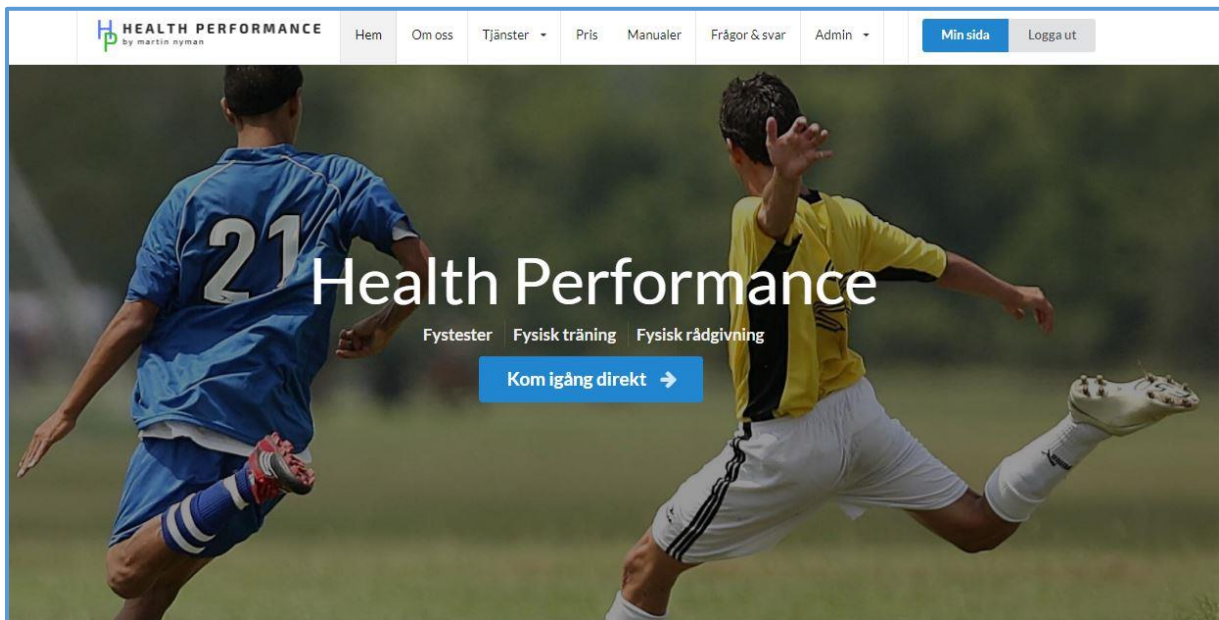 HEALTH PERFORMANCE
by martin nyman
Hem Om oss Tjänster Pris Manualer Frågor & svar Admin Min sida Logga ut
21
Health Performance
Fystester Fysisk träning Fysisk rådgivning
Kom igång direkt